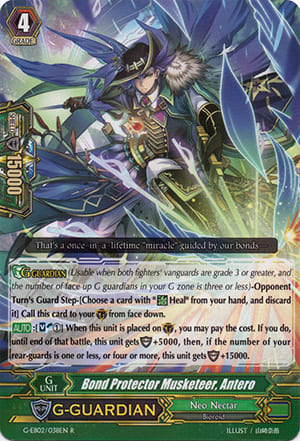 4
GRADE
15000
That's a once-in-a-lifetime "miracle" guided by our bonds
G GUARDIAN (Usable when both fighters' vanguards are grade 3 or greater, and
the number of face up G guardians in your G zone is three or less)-Opponent
Turn's Guard Step-[Choose a card with "Heal" from your hand, and discard
it] Call this card to your G from face down.
AUTO (1)] When this unit is placed on G, you may pay the cost. If you do,
until end of that battle, this unit gets +5000, then, if the number of your
rear-guards is one or less, or four or more, this unit gets +15000.
G
UNIT
Bond Protector Musketeer, Antero
G-GUARDIAN
Neo Nectar
Bioroid
G-EB02/038EN R
ILLUST / 山崎奈苗